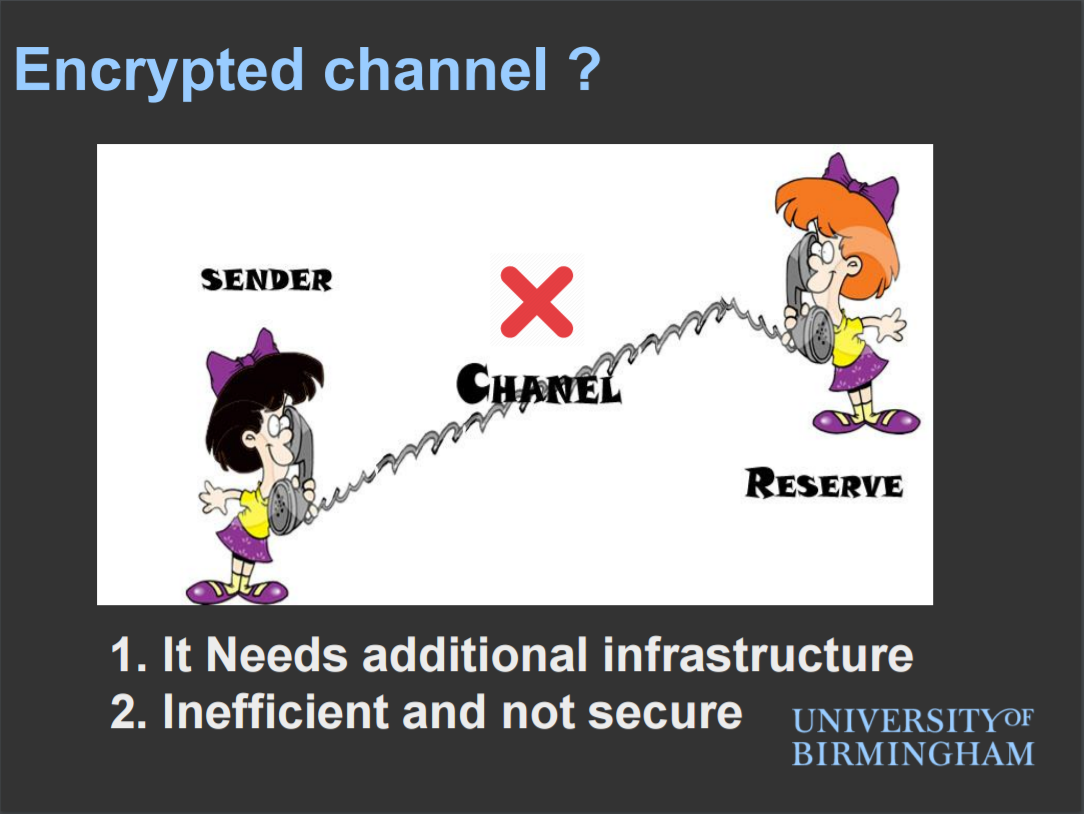 Encrypted channel ?
SENDER
CHANEL
RESERVE
1. It Needs additional infrastructure
2. Inefficient and not secure
UNIVERSITY OF
BIRMINGHAM